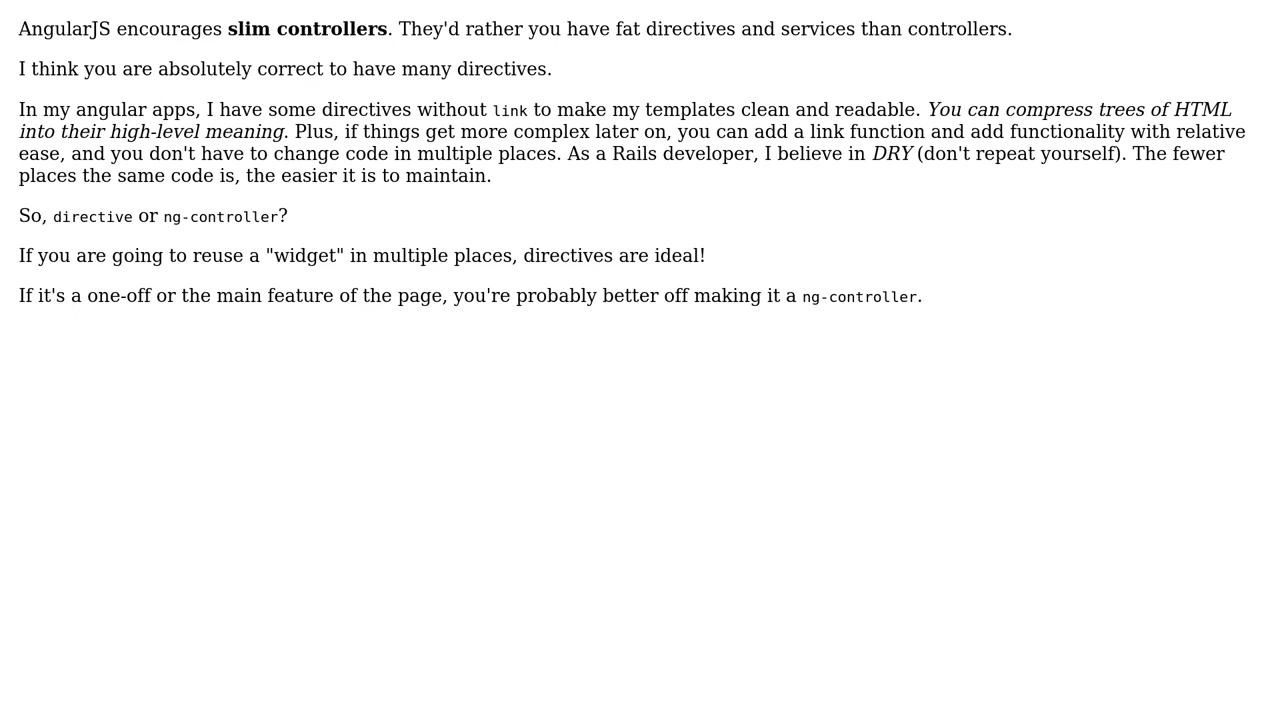 AngularJS encourages slim controllers. They'd rather you have fat directives and services than controllers.
I think you are absolutely correct to have many directives.
In my angular apps, I have some directives without link to make my templates clean and readable. You can compress trees of HTML
into their high-level meaning. Plus, if things get more complex later on, you can add a link function and add functionality with relative
ease, and you don't have to change code in multiple places. As a Rails developer, I believe in DRY (don't repeat yourself). The fewer
places the same code is, the easier it is to maintain.
So, directive or ng-controller?
If you are going to reuse a "widget" in multiple places, directives are ideal!
If it's a one-off or the main feature of the page, you're probably better off making it a ng-controller.